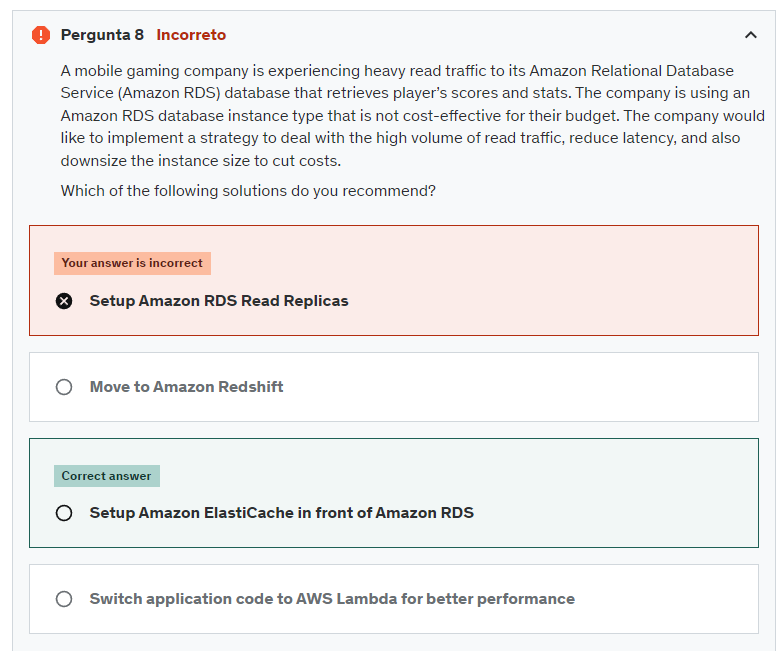 Pergunta 8 Incorreto
A mobile gaming company is experiencing heavy read traffic to its Amazon Relational Database
Service (Amazon RDS) database that retrieves player’s scores and stats. The company is using an
Amazon RDS database instance type that is not cost-effective for their budget. The company would
like to implement a strategy to deal with the high volume of read traffic, reduce latency, and also
downsize the instance size to cut costs.
Which of the following solutions do you recommend?
Your answer is incorrect
Setup Amazon RDS Read Replicas
Move to Amazon Redshift
Correct answer
Setup Amazon ElastiCache in front of Amazon RDS
Switch application code to AWS Lambda for better performance